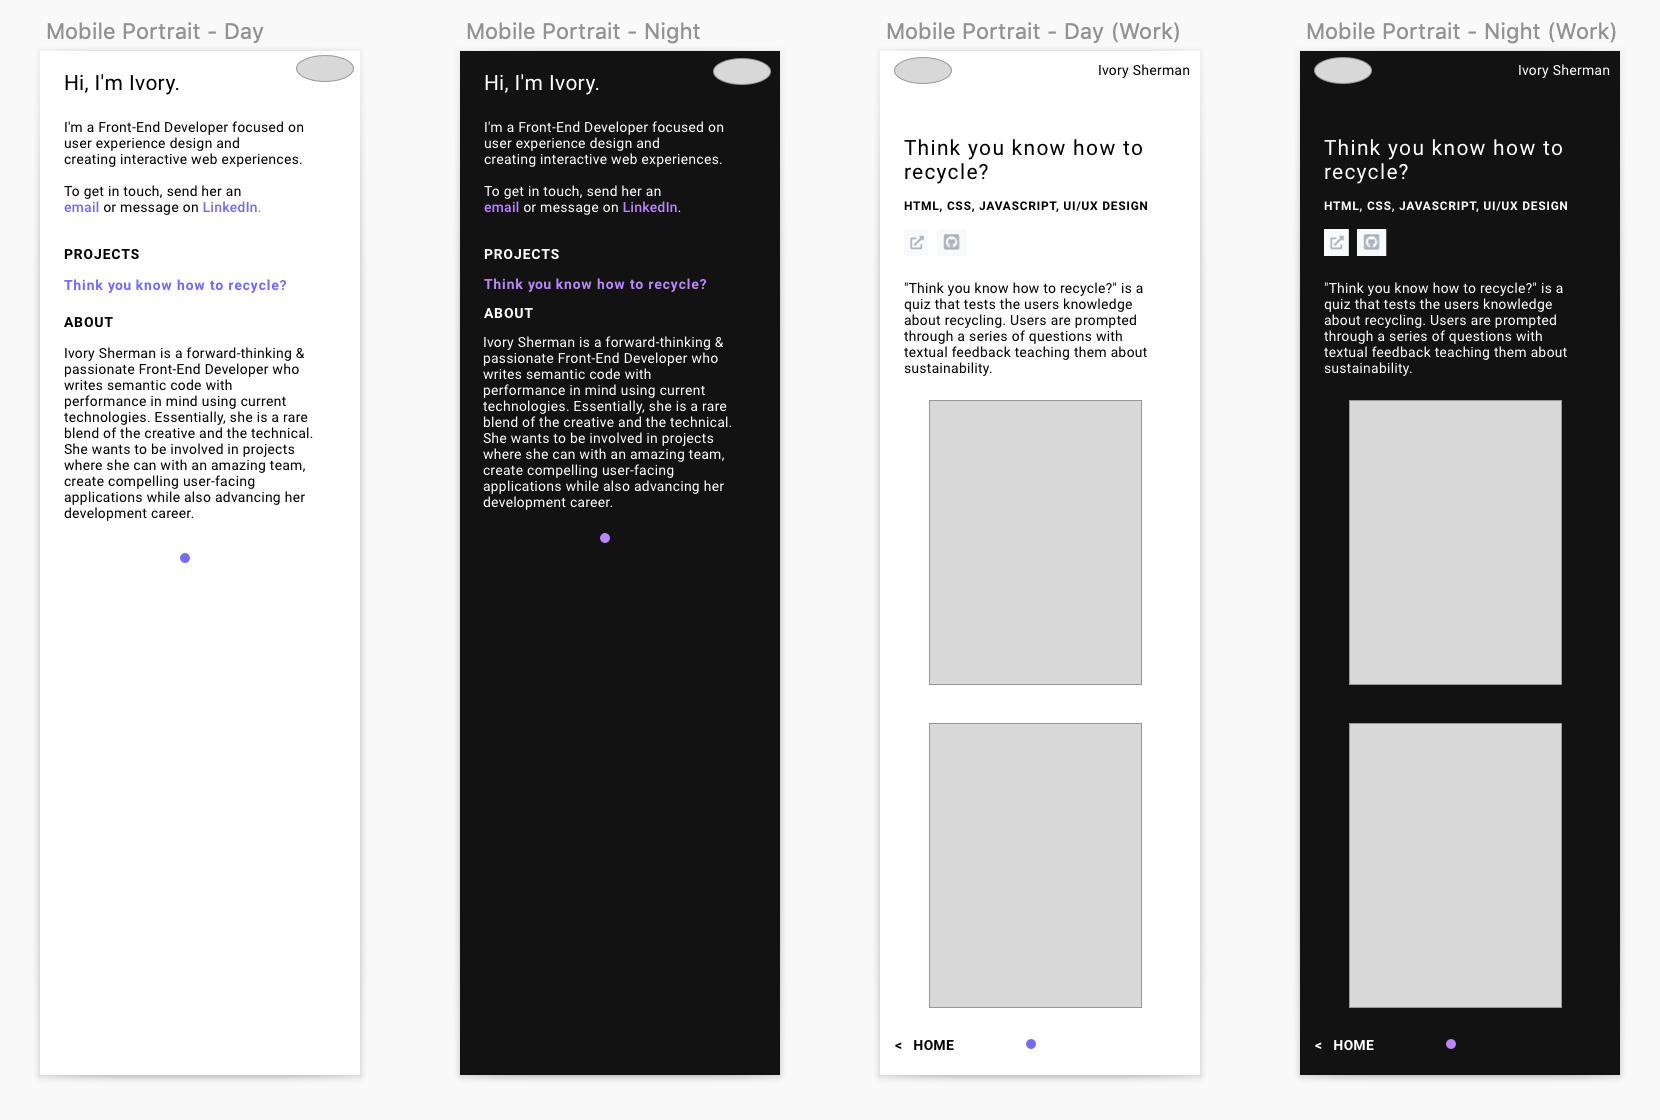 Mobile Portrait - Day
Hi, I'm Ivory.
I'm a Front-End Developer focused on
user experience design and
creating interactive web experiences.
To get in touch, send her an
email or message on LinkedIn.
PROJECTS
Think you know how to recycle?
ABOUT
Ivory Sherman is a forward-thinking &
passionate Front-End Developer who
writes semantic code with
performance in mind using current
technologies. Essentially, she is a rare
blend of the creative and the technical.
She wants to be involved in projects
where she can with an amazing team,
create compelling user-facing
applications while also advancing her
development career.
Mobile Portrait - Night
Hi, I'm Ivory.
I'm a Front-End Developer focused on
user experience design and
creating interactive web experiences.
To get in touch, send her an
email or message on LinkedIn.
PROJECTS
Think you know how to recycle?
ABOUT
Ivory Sherman is a forward-thinking &
passionate Front-End Developer who
writes semantic code with
performance in mind using current
technologies. Essentially, she is a rare
blend of the creative and the technical.
She wants to be involved in projects
where she can with an amazing team,
create compelling user-facing
applications while also advancing her
development career.
Mobile Portrait - Day (Work)
Ivory Sherman
Think you know how to
recycle?
HTML, CSS, JAVASCRIPT, UI/UX DESIGN
"Think you know how to recycle?" is a
quiz that tests the users knowledge
about recycling. Users are prompted
through a series of questions with
textual feedback teaching them about
sustainability.
< HOME
Mobile Portrait - Night (Work)
Ivory Sherman
Think you know how to
recycle?
HTML, CSS, JAVASCRIPT, UI/UX DESIGN
"Think you know how to recycle?" is a
quiz that tests the users knowledge
about recycling. Users are prompted
through a series of questions with
textual feedback teaching them about
sustainability.
< HOME